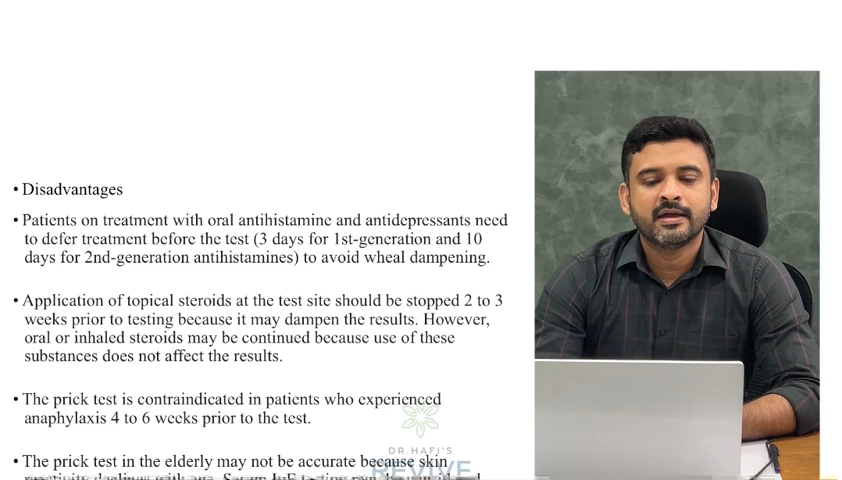 • Disadvantages
• Patients on treatment with oral antihistamine and antidepressants need
to defer treatment before the test (3 days for 1st-generation and 10
days for 2nd-generation antihistamines) to avoid wheal dampening.
• Application of topical steroids at the test site should be stopped 2 to 3
weeks prior to testing because it may dampen the results. However,
oral or inhaled steroids may be continued because use of these
substances does not affect the results.
• The prick test is contraindicated in patients who experienced
anaphylaxis 4 to 6 weeks prior to the test.
DR.HAFI'S
• The prick test in the elderly may not be accurate because skin
REVIVE